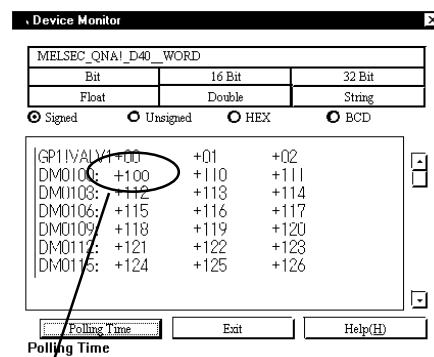 Device Monitor
MELSEC_QNA!_D40__WORD
Bit 16 Bit 32 Bit
Float Double String
Signed Unsigned HEX BCD
GP1!VALV1 +00 +01 +02
DM0100: +100 +110 +111
DM0103: +112 +113 +114
DM0106: +115 +116 +117
DM0109: +118 +119 +120
DM0112: +121 +122 +123
DM0115: +124 +125 +126
Polling Time Exit Help(H)
Polling Time